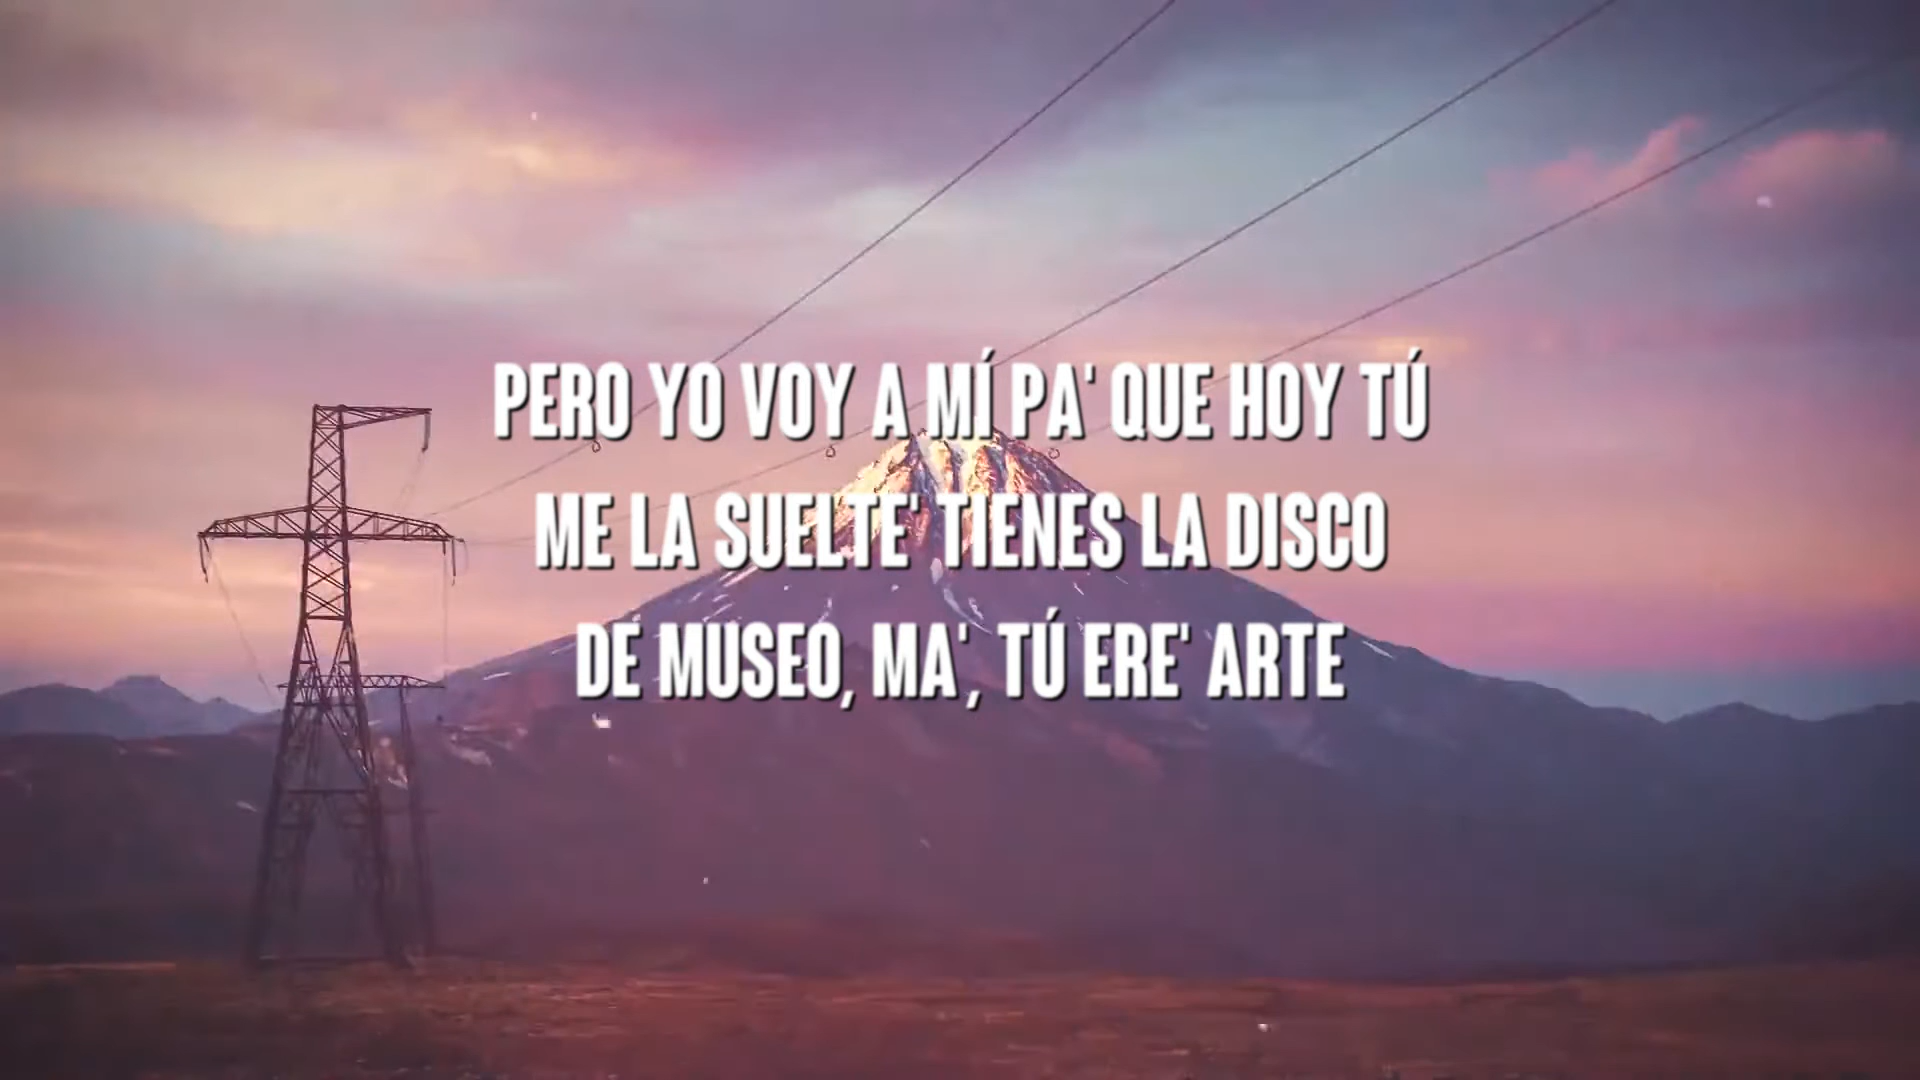 PERO YO VOY A MÍ PA' QUE HOY TÚ
ME LA SUELTE' TIENES LA DISCO
DE MUSEO, MA', TÚ ERE' ARTE